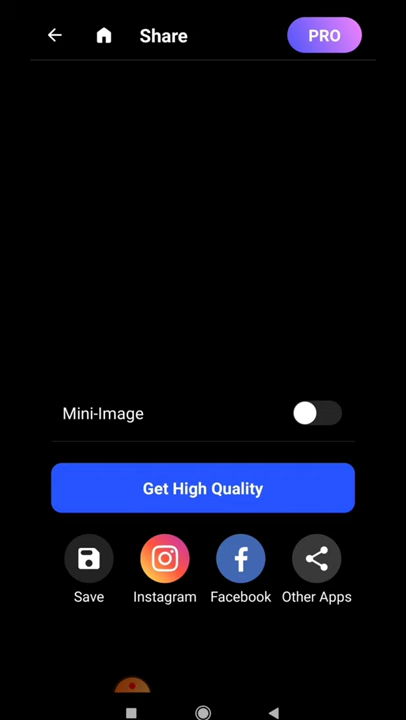 Share
PRO
Mini-Image
Get High Quality
Save
Instagram
Facebook
Other Apps